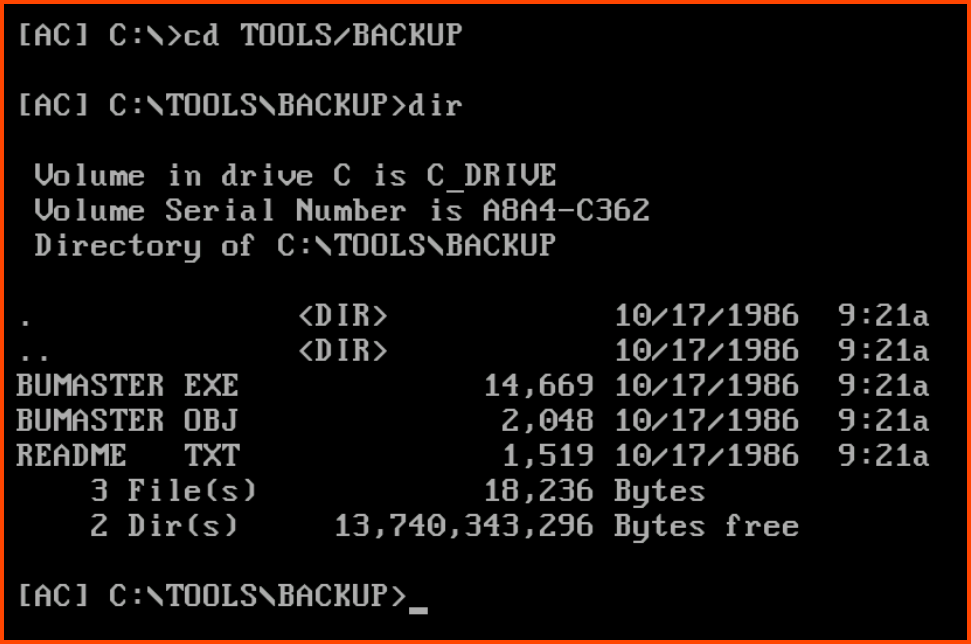 [AC] C:\>cd TOOLS/BACKUP
[AC] C:\TOOLS\BACKUP>dir
Volume in drive C is C_DRIVE
Volume Serial Number is A8A4-C362
Directory of C:\TOOLS\BACKUP
. <DIR> 10/17/1986 9:21a
.. <DIR> 10/17/1986 9:21a
BUMASTER EXE 14,669 10/17/1986 9:21a
BUMASTER OBJ 2,048 10/17/1986 9:21a
README TXT 1,519 10/17/1986 9:21a
3 File(s) 18,236 Bytes
2 Dir(s) 13,740,343,296 Bytes free
[AC] C:\TOOLS\BACKUP>_